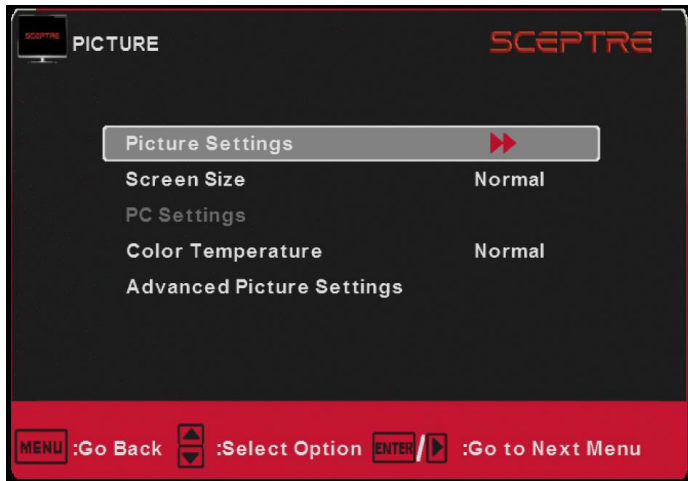 SCEPTRE PICTURE SCEPTRE
Picture Settings
Screen Size Normal
PC Settings
Color Temperature Normal
Advanced Picture Settings
MENU :Go Back :Select Option ENTER/ :Go to Next Menu